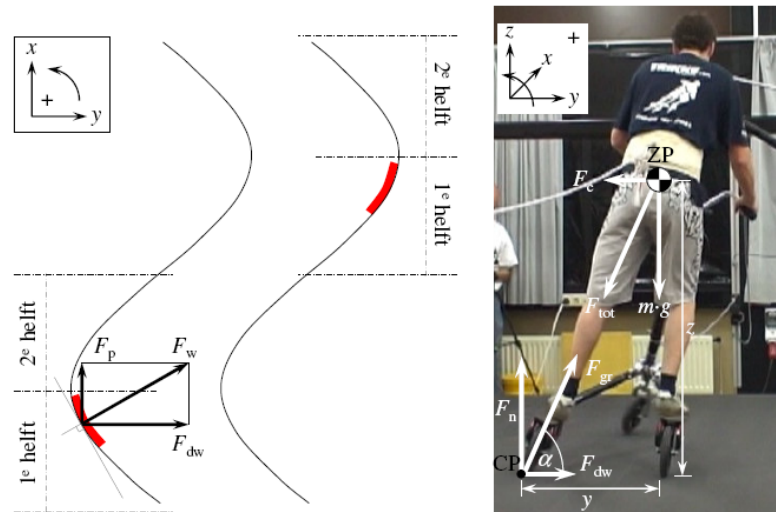 x
+
y
2e helft
1e helft
2e helft
1e helft
Fp
Fw
Fdw
z
+
x
y
ZP
Fc
Ftot
m·g
z
Fn
Fgr
CP
α
Fdw
y